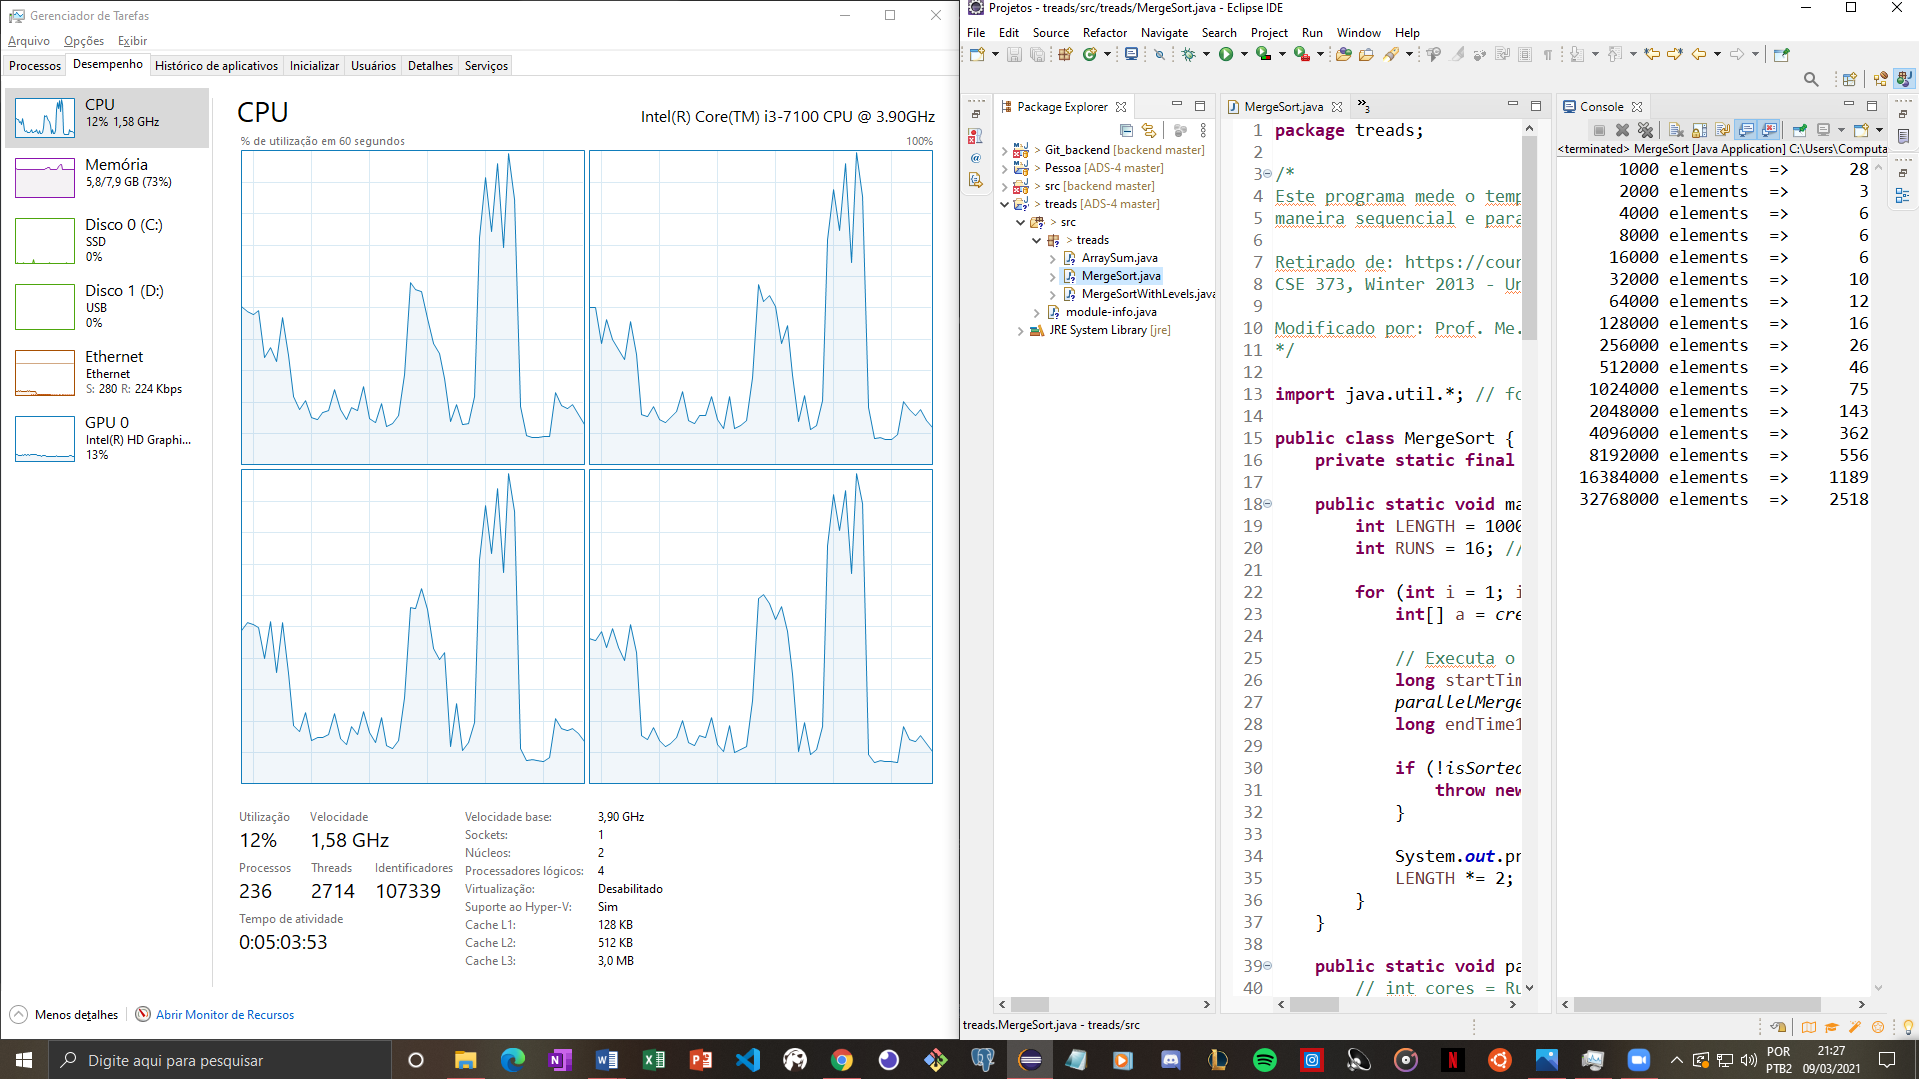 Gerenciador de Tarefas
Arquivo Opções Exibir
Processos Desempenho Histórico de aplicativos Inicializar Usuários Detalhes Serviços
CPU
12% 1,58 GHz
Memória
5,8/7,9 GB (73%)
Disco 0 (C:)
SSD
0%
Disco 1 (D:)
USB
0%
Ethernet
Ethernet
S: 280 R: 224 Kbps
GPU 0
Intel(R) HD Graphi...
13%
CPU
Intel(R) Core(TM) i3-7100 CPU @ 3.90GHz
% de utilização em 60 segundos 100%
Utilização Velocidade
12% 1,58 GHz
Processos Threads Identificadores
236 2714 107339
Tempo de atividade
0:05:03:53
Velocidade base: 3,90 GHz
Sockets: 1
Núcleos: 2
Processadores lógicos: 4
Virtualização: Desabilitado
Suporte ao Hyper-V: Sim
Cache L1: 128 KB
Cache L2: 512 KB
Cache L3: 3,0 MB
Menos detalhes Abrir Monitor de Recursos
Projetos - treads/src/treads/MergeSort.java - Eclipse IDE
File Edit Source Refactor Navigate Search Project Run Window Help
Package Explorer
> Git_backend [backend master]
> Pessoa [ADS-4 master]
> src [backend master]
> treads [ADS-4 master]
> src
> treads
ArraySum.java
MergeSort.java
MergeSortWithLevels.java
module-info.java
JRE System Library [jre]
MergeSort.java »3
1 package treads;
2
3 /*
4 Este programa mede o temp
5 maneira sequencial e para
6
7 Retirado de: https://cour
8 CSE 373, Winter 2013 - Un
9
10 Modificado por: Prof. Me.
11 */
12
13 import java.util.*; // fo
14
15 public class MergeSort {
16 private static final
17
18 public static void ma
19 int LENGTH = 1000
20 int RUNS = 16; //
21
22 for (int i = 1; i
23 int[] a = cre
24
25 // Executa o
26 long startTim
27 parallelMerge
28 long endTime1
29
30 if (!isSorted
31 throw new
32 }
33
34 System.out.pr
35 LENGTH *= 2;
36 }
37 }
38
39 public static void pa
40 // int cores = Ru
Console
<terminated> MergeSort [Java Application] C:\Users\Computa
1000 elements => 28
2000 elements => 3
4000 elements => 6
8000 elements => 6
16000 elements => 6
32000 elements => 10
64000 elements => 12
128000 elements => 16
256000 elements => 26
512000 elements => 46
1024000 elements => 75
2048000 elements => 143
4096000 elements => 362
8192000 elements => 556
16384000 elements => 1189
32768000 elements => 2518
treads.MergeSort.java - treads/src
Digite aqui para pesquisar
POR
PTB2
21:27
09/03/2021